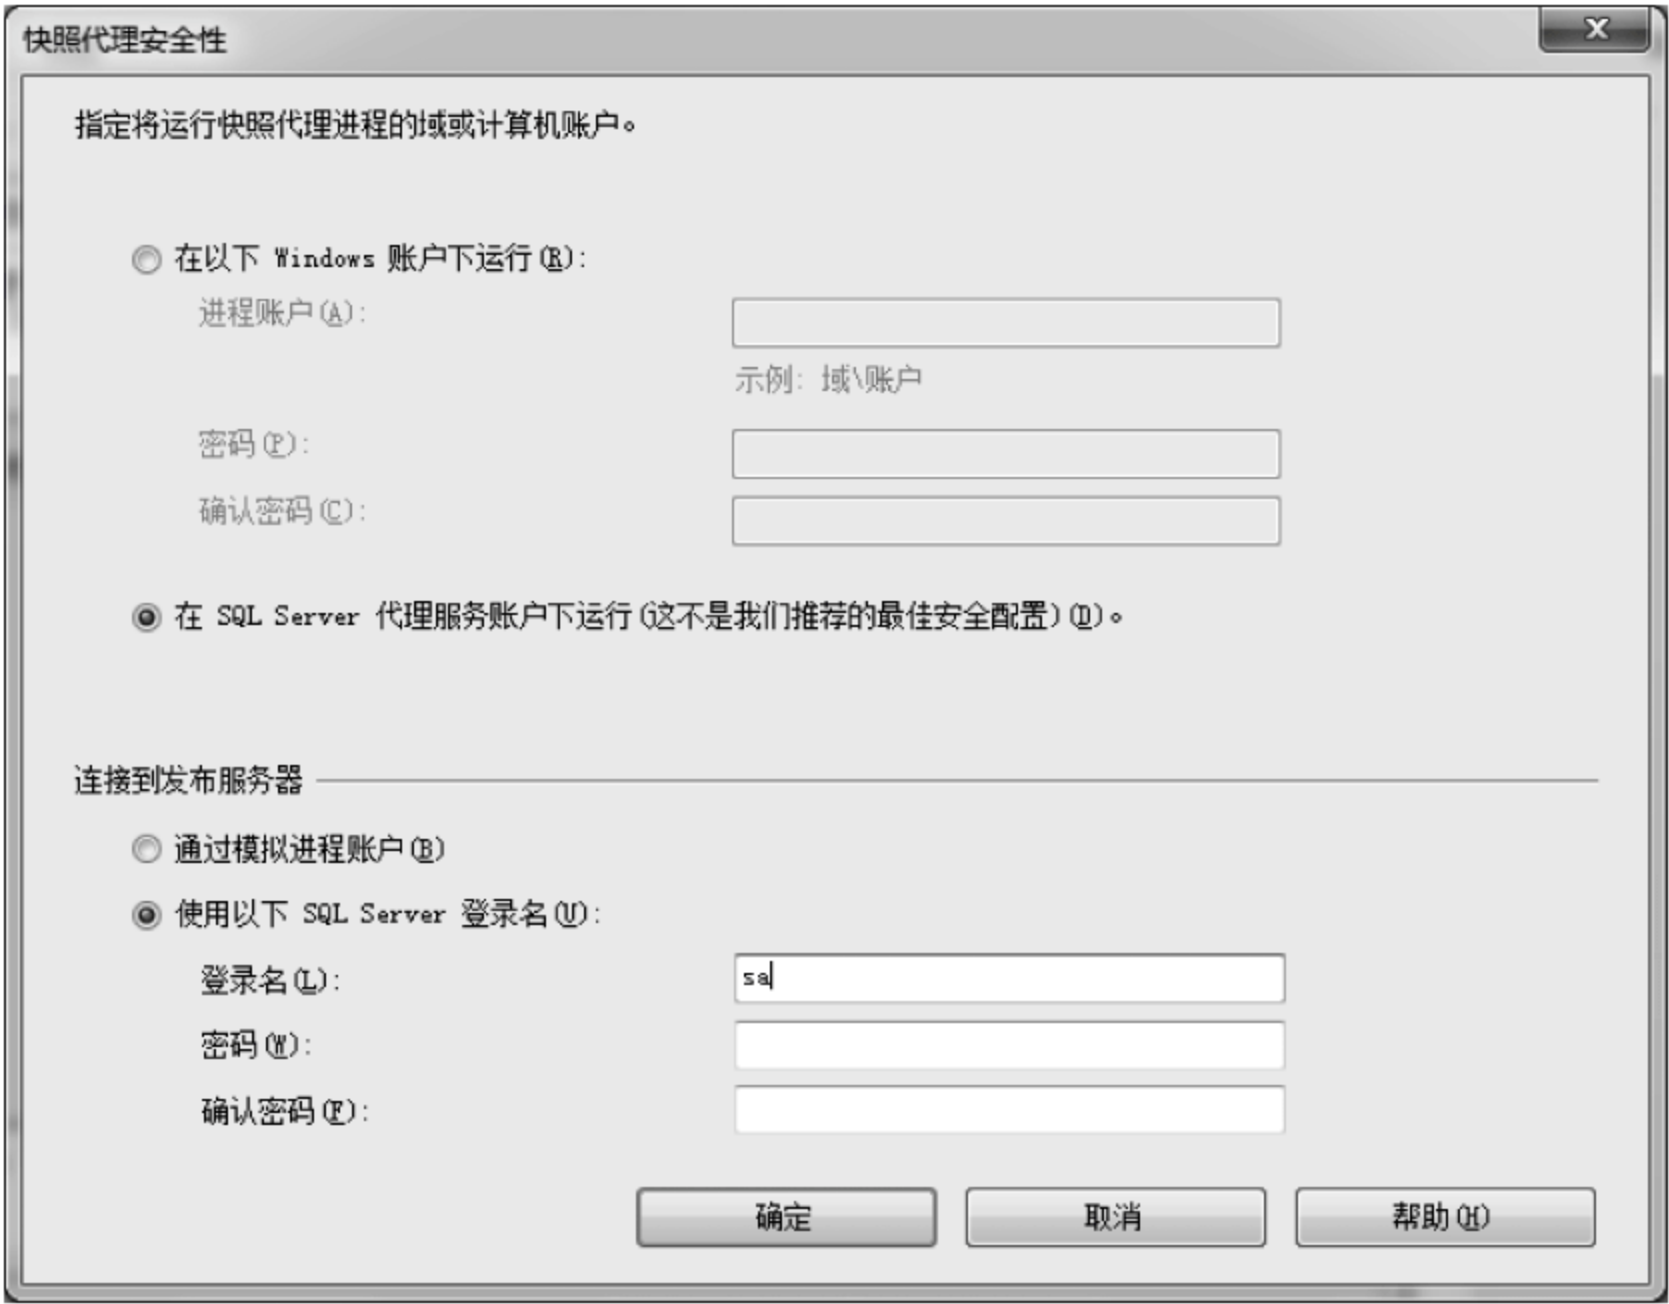 快照代理安全性
指定将运行快照代理进程的域或计算机账户。
在以下 Windows 账户下运行(R):
进程账户(A):
示例: 域\账户
密码(P):
确认密码(C):
在 SQL Server 代理服务账户下运行(这不是我们推荐的最佳安全配置)(D)。
连接到发布服务器
通过模拟进程账户(B)
使用以下 SQL Server 登录名(U):
登录名(L):
sa
密码(W):
确认密码(F):
确定
取消
帮助(H)